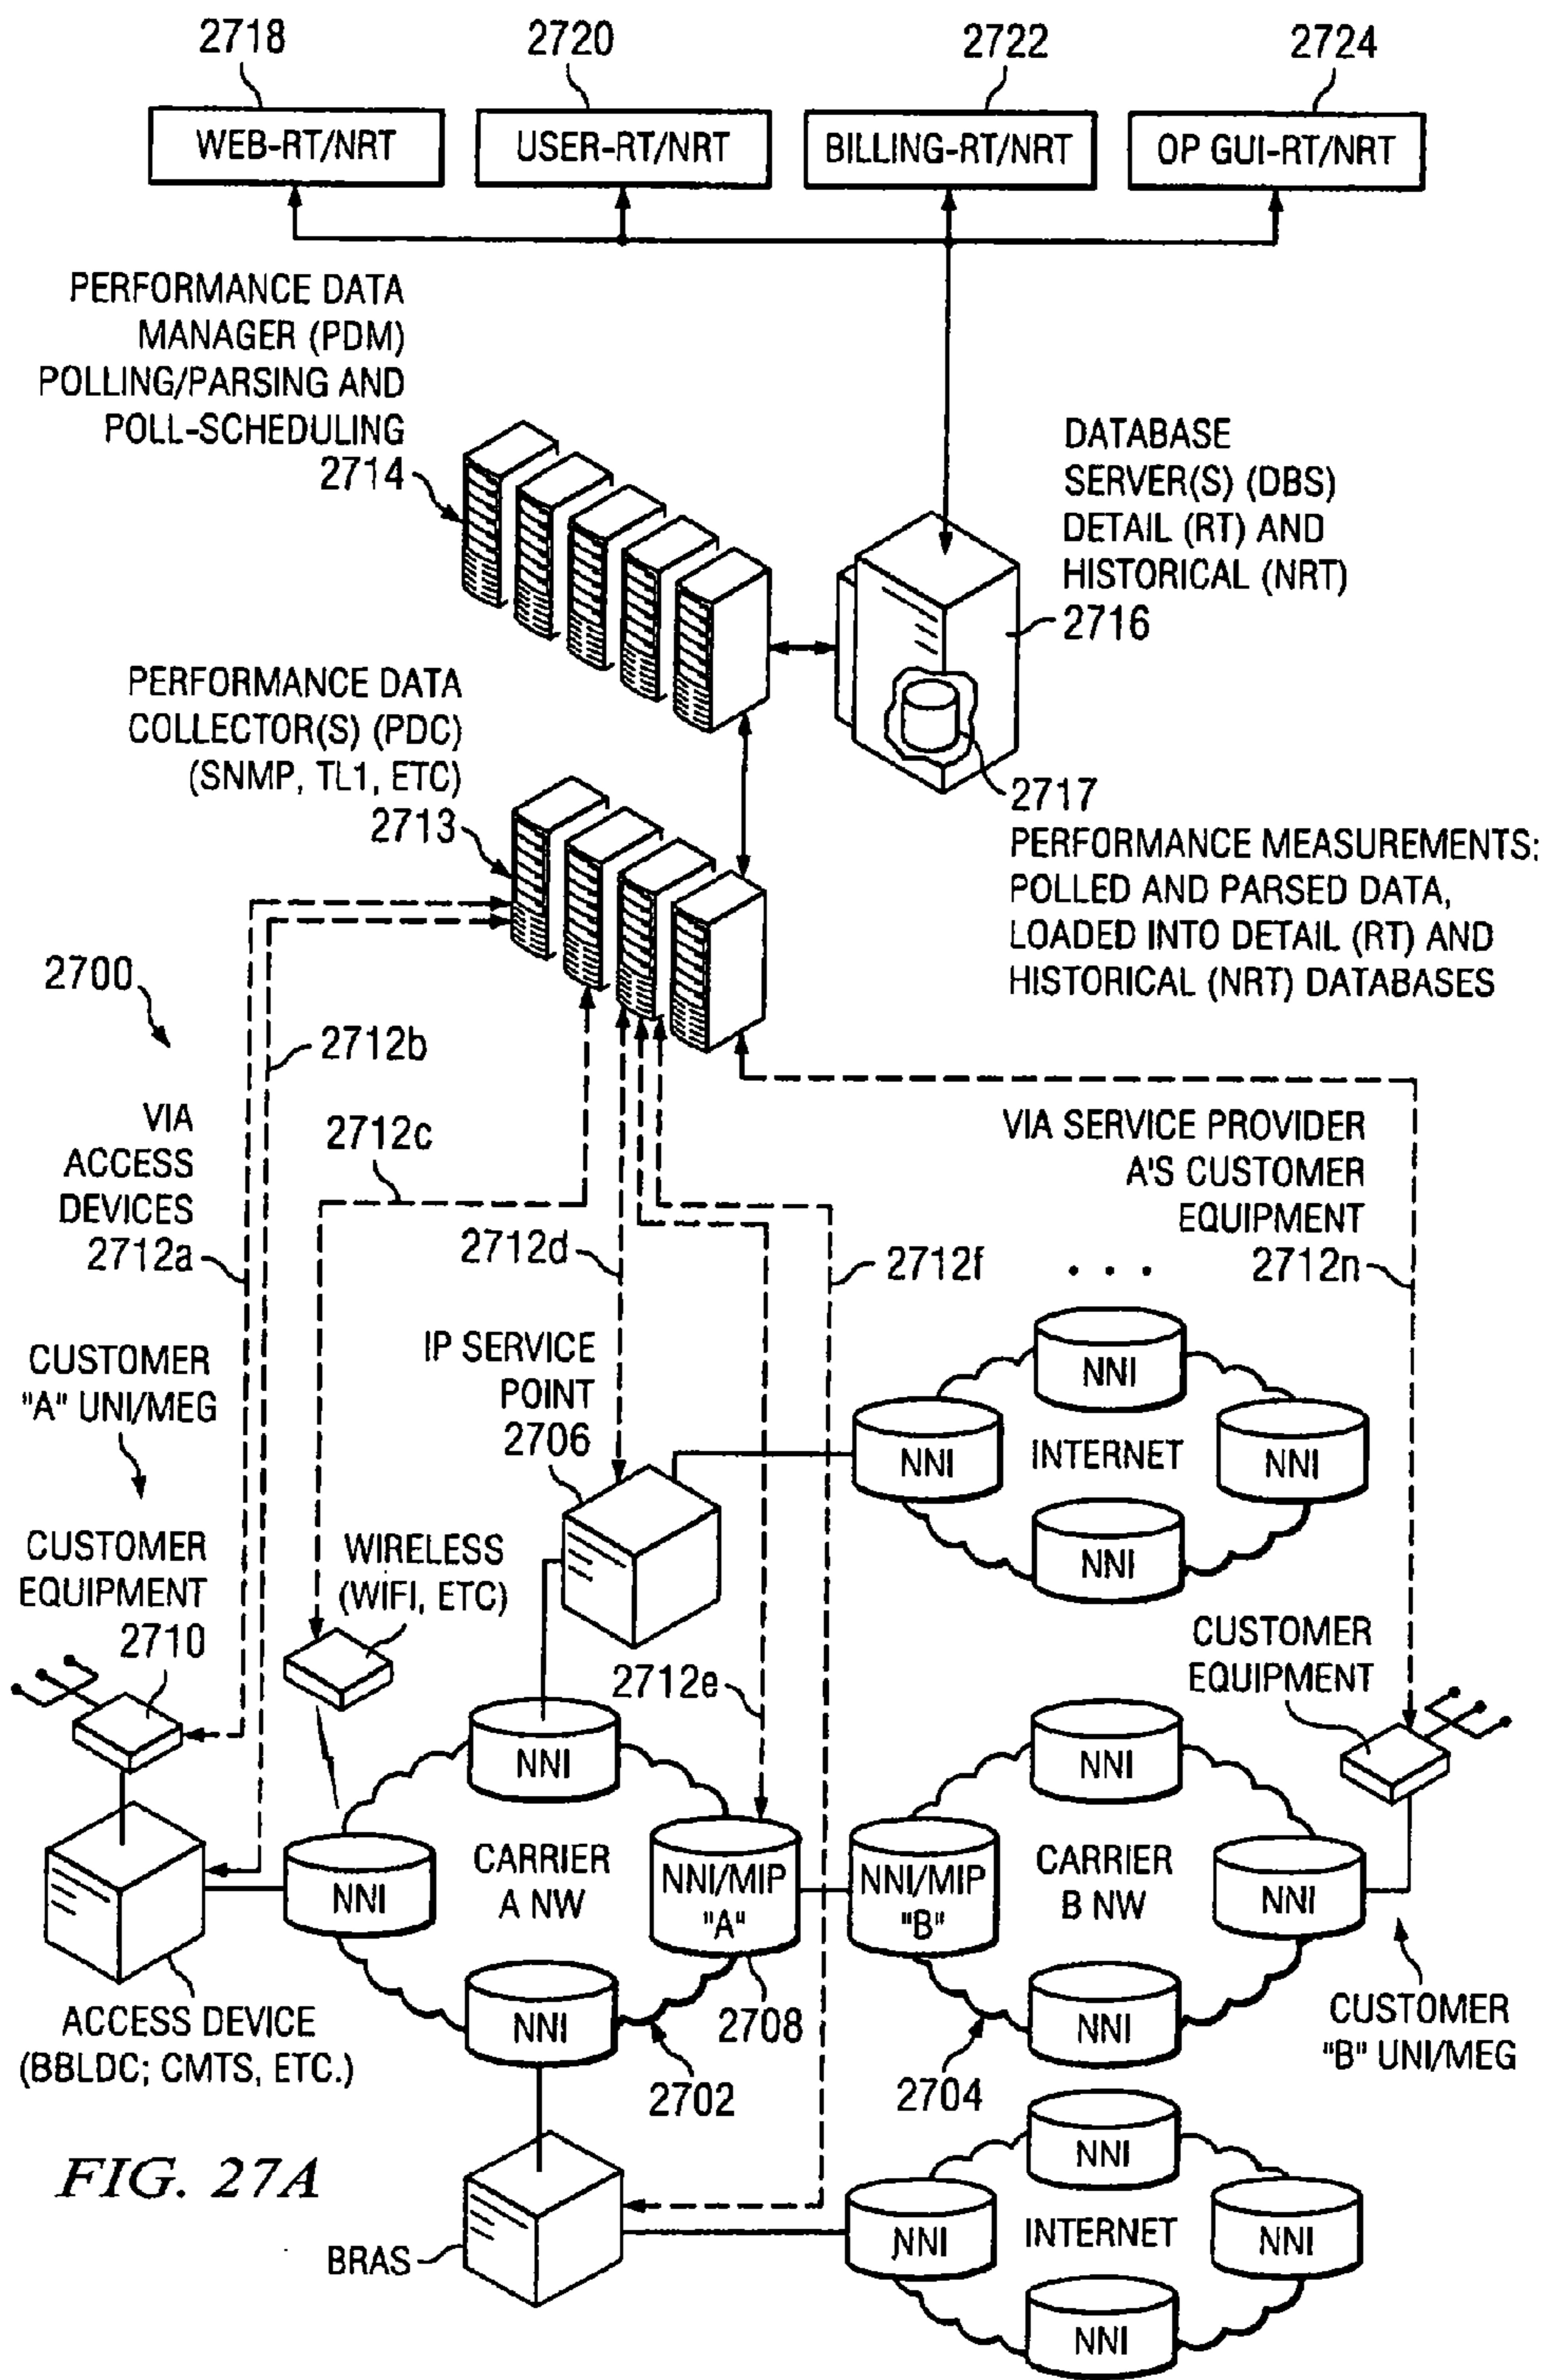 2718
2720
2722
2724
WEB-RT/NRT
USER-RT/NRT
BILLING-RT/NRT
OP GUI-RT/NRT
PERFORMANCE DATA
MANAGER (PDM)
POLLING/PARSING AND
POLL-SCHEDULING
2714
DATABASE
SERVER(S) (DBS)
DETAIL (RT) AND
HISTORICAL (NRT)
2716
PERFORMANCE DATA
COLLECTOR(S) (PDC)
(SNMP, TL1, ETC)
2713
2717
PERFORMANCE MEASUREMENTS:
POLLED AND PARSED DATA,
LOADED INTO DETAIL (RT) AND
HISTORICAL (NRT) DATABASES
2700
2712b
VIA
ACCESS
DEVICES
2712a
2712c
2712d
2712f
VIA SERVICE PROVIDER
A'S CUSTOMER
EQUIPMENT
2712n
. . .
CUSTOMER
"A" UNI/MEG
IP SERVICE
POINT
2706
NNI
NNI
INTERNET
NNI
NNI
CUSTOMER
EQUIPMENT
2710
WIRELESS
(WIFI, ETC)
2712e
CUSTOMER
EQUIPMENT
NNI
NNI
CARRIER
A NW
NNI/MIP
"A"
NNI
2708
2702
NNI
NNI/MIP
"B"
CARRIER
B NW
NNI
NNI
2704
ACCESS DEVICE
(BBLDC; CMTS, ETC.)
CUSTOMER
"B" UNI/MEG
BRAS
NNI
NNI
INTERNET
NNI
NNI
FIG. 27A